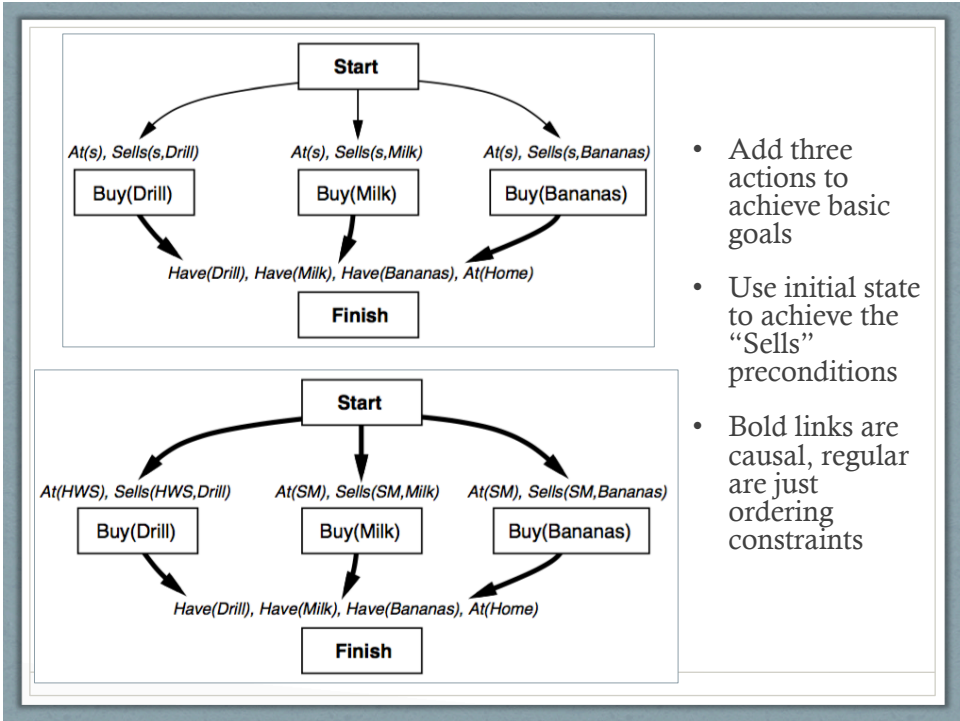 Start
At(s), Sells(s,Drill) At(s), Sells(s,Milk) At(s), Sells(s,Bananas)
Buy(Drill) Buy(Milk) Buy(Bananas)
Have(Drill), Have(Milk), Have(Bananas), At(Home)
Finish
Start
At(HWS), Sells(HWS,Drill) At(SM), Sells(SM,Milk) At(SM), Sells(SM,Bananas)
Buy(Drill) Buy(Milk) Buy(Bananas)
Have(Drill), Have(Milk), Have(Bananas), At(Home)
Finish
• Add three
actions to
achieve basic
goals
• Use initial state
to achieve the
“Sells”
preconditions
• Bold links are
causal, regular
are just
ordering
constraints